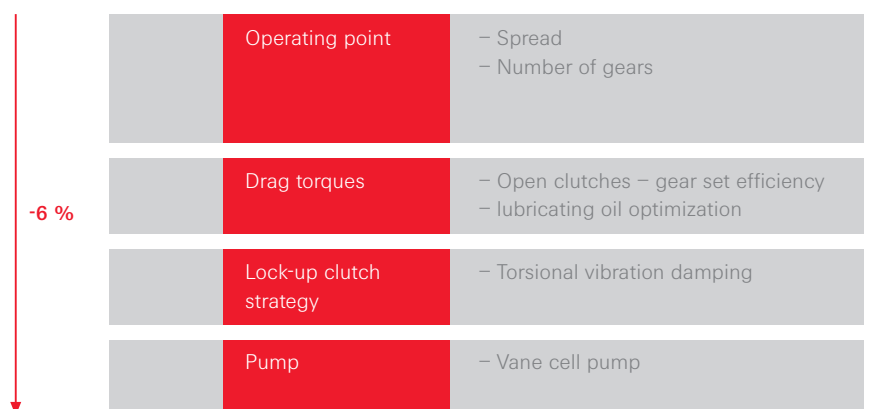 Operating point
– Spread
– Number of gears
Drag torques
– Open clutches – gear set efficiency
– lubricating oil optimization
-6 %
Lock-up clutch
strategy
– Torsional vibration damping
Pump
– Vane cell pump